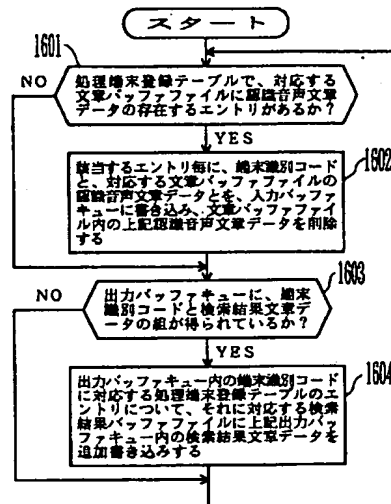 スタート
1601
処理端末登録テーブルで、対応する
文章バッファファイルに認識音声文章
データの存在するエントリがあるか?
NO
YES
1602
該当するエントリ毎に、端末識別コード
と、対応する文章バッファファイルの
認識音声文章データとを、入力バッファ
キューに書き込み、文章バッファファイ
ル内の上記認識音声文章データを削除
する
1603
出力バッファキューに、端末
識別コードと検索結果文章デー
タの組が得られているか?
NO
YES
1604
出力バッファキュー内の端末識別コード
に対応する処理端末登録テーブルのエ
ントリについて、それに対応する検索
結果バッファファイルに上記出力バッ
ファキュー内の検索結果文章データを
追加書き込みする